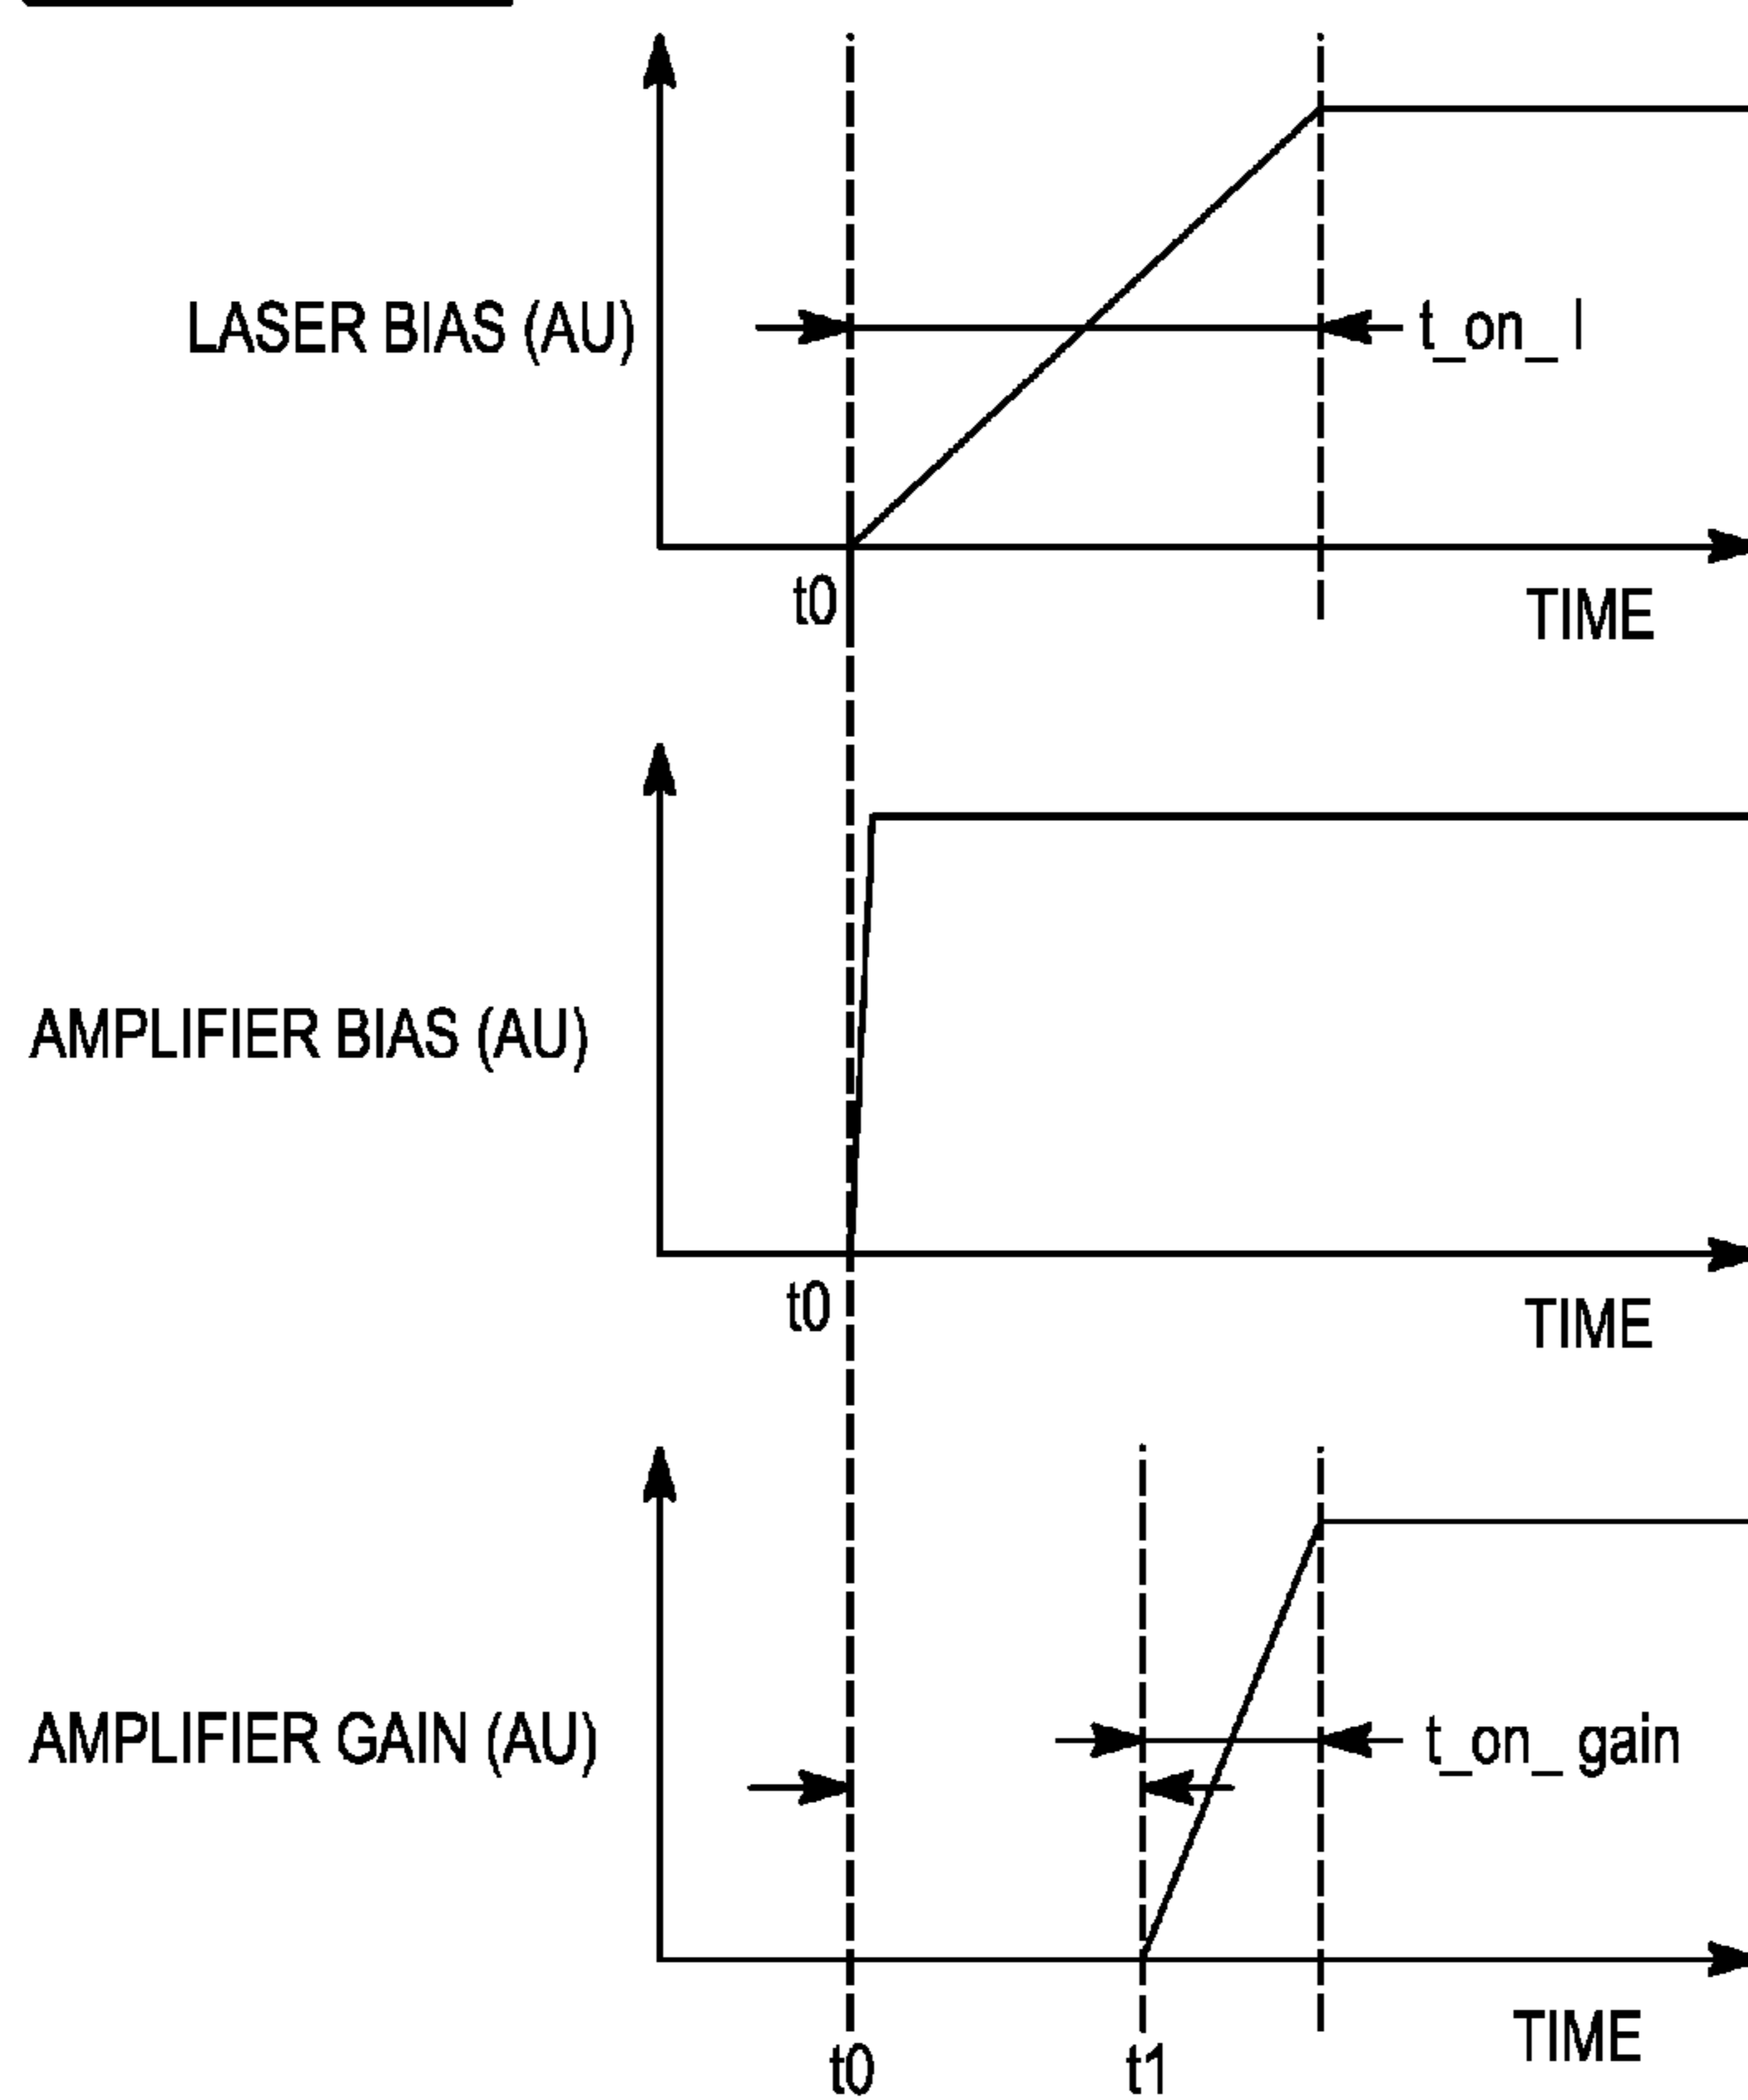 LASER BIAS (AU)
t_on_l
t0
TIME
AMPLIFIER BIAS (AU)
t0
TIME
AMPLIFIER GAIN (AU)
t_on_gain
TIME
t0
t1